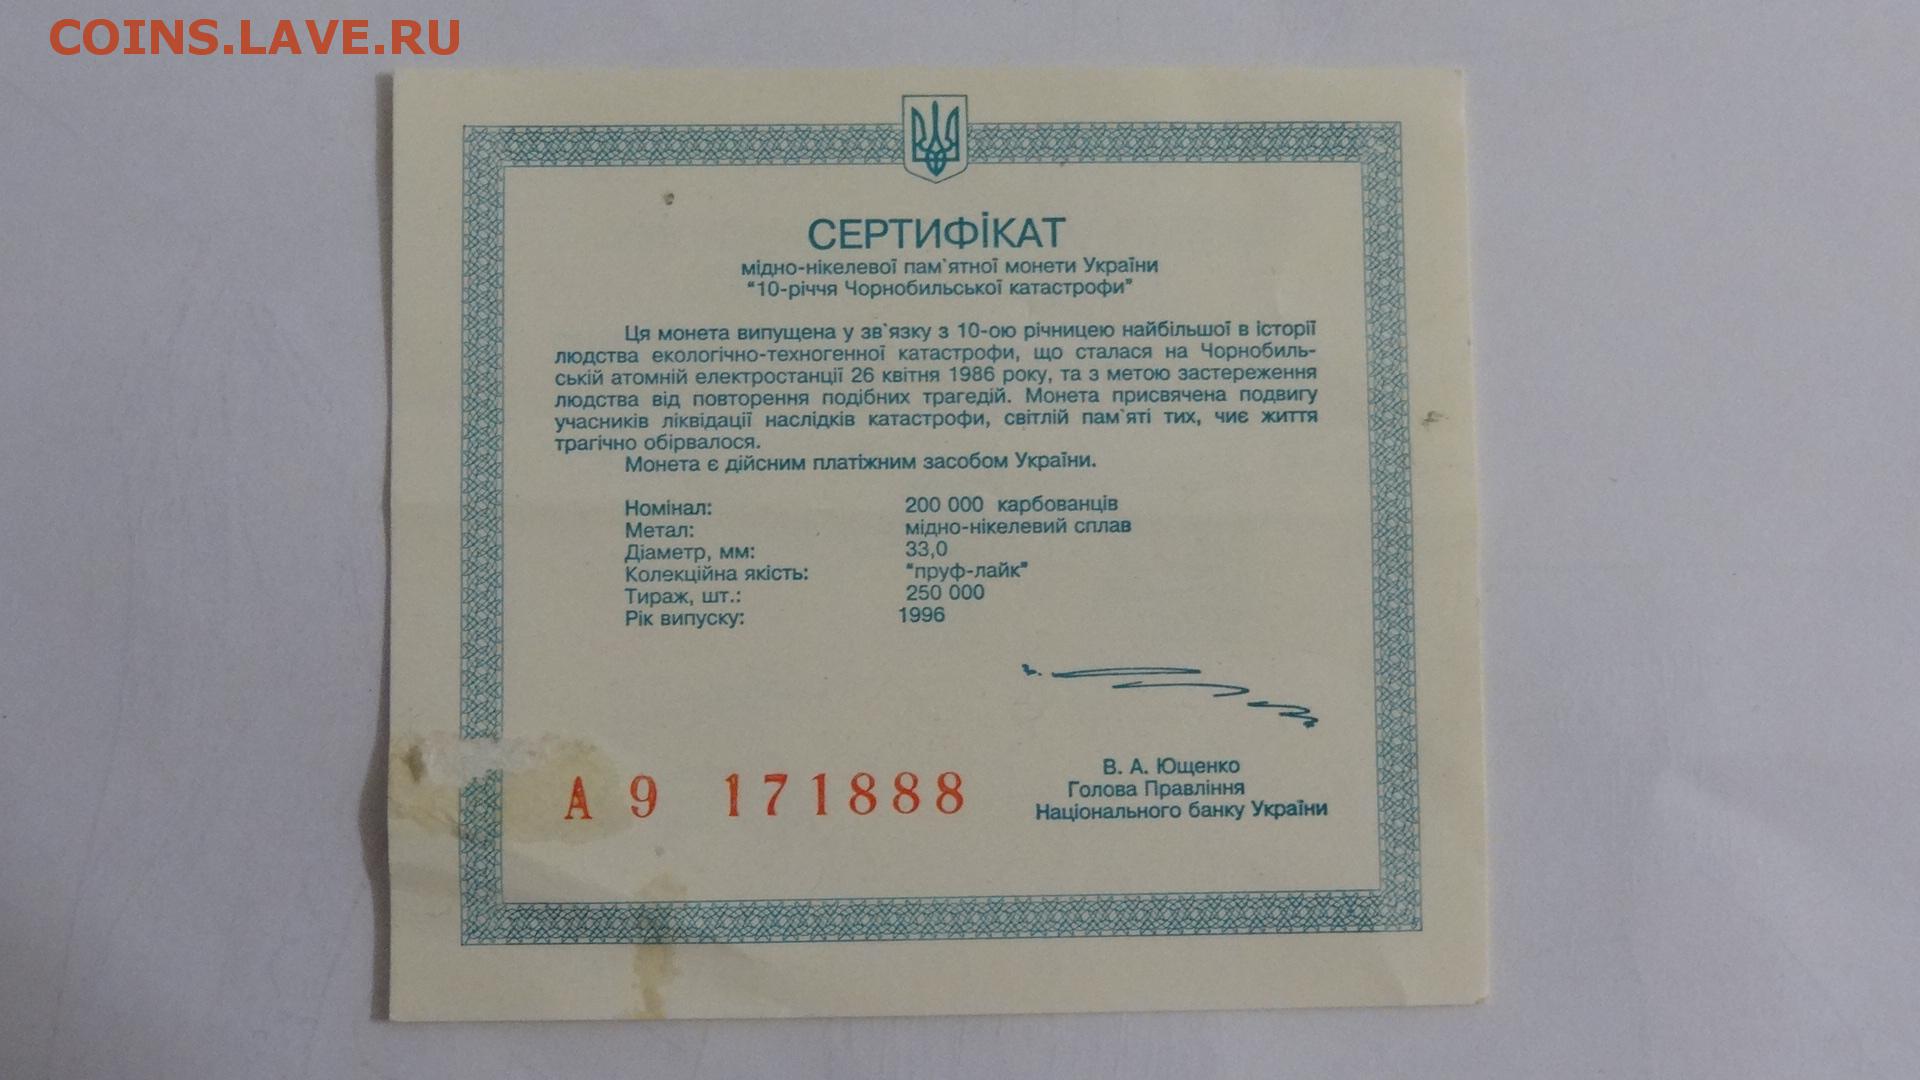 COINS.LAVE.RU
СЕРТИФіКАТ
мідно-нікелевої пам`ятної монети України
"10-річчя Чорнобильської катастрофи"
Ця монета випущена у зв`язку з 10-ою річницею найбільшої в історії
людства екологічно-техногенної катастрофи, що сталася на Чорнобиль-
ській атомній електростанції 26 квітня 1986 року, та з метою застереження
людства від повторення подібних трагедій. Монета присвячена подвигу
учасників ліквідації наслідків катастрофи, світлій пам`яті тих, чиє життя
трагічно обірвалося.
Монета є дійсним платіжним засобом України.
Номінал: 200 000 карбованців
Метал: мідно-нікелевий сплав
Діаметр, мм: 33,0
Колекційна якість: "пруф-лайк"
Тираж, шт.: 250 000
Рік випуску: 1996
В. А. Ющенко
Голова Правління
Національного банку України
А 9 171888